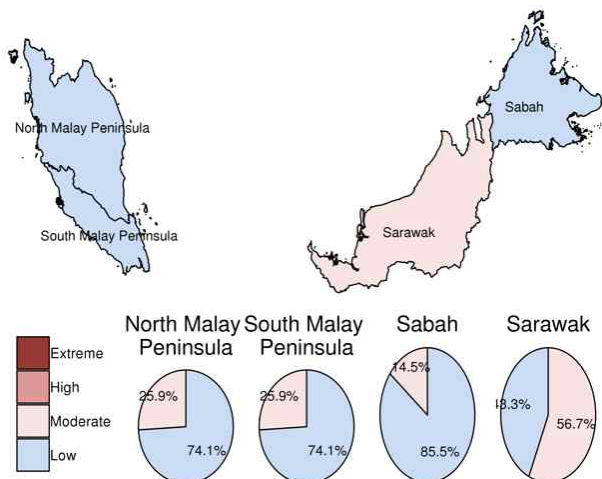 North Malay Peninsula
South Malay Peninsula
Sabah
Sarawak
Extreme
High
Moderate
Low
North Malay
Peninsula
25.9%
74.1%
South Malay
Peninsula
25.9%
74.1%
Sabah
14.5%
85.5%
Sarawak
56.7%